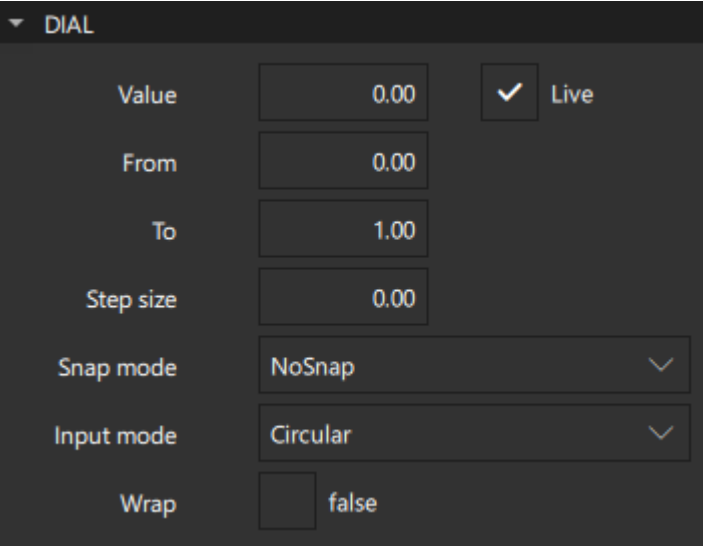 DIAL
Value 0.00 Live
From 0.00
To 1.00
Step size 0.00
Snap mode NoSnap
Input mode Circular
Wrap false